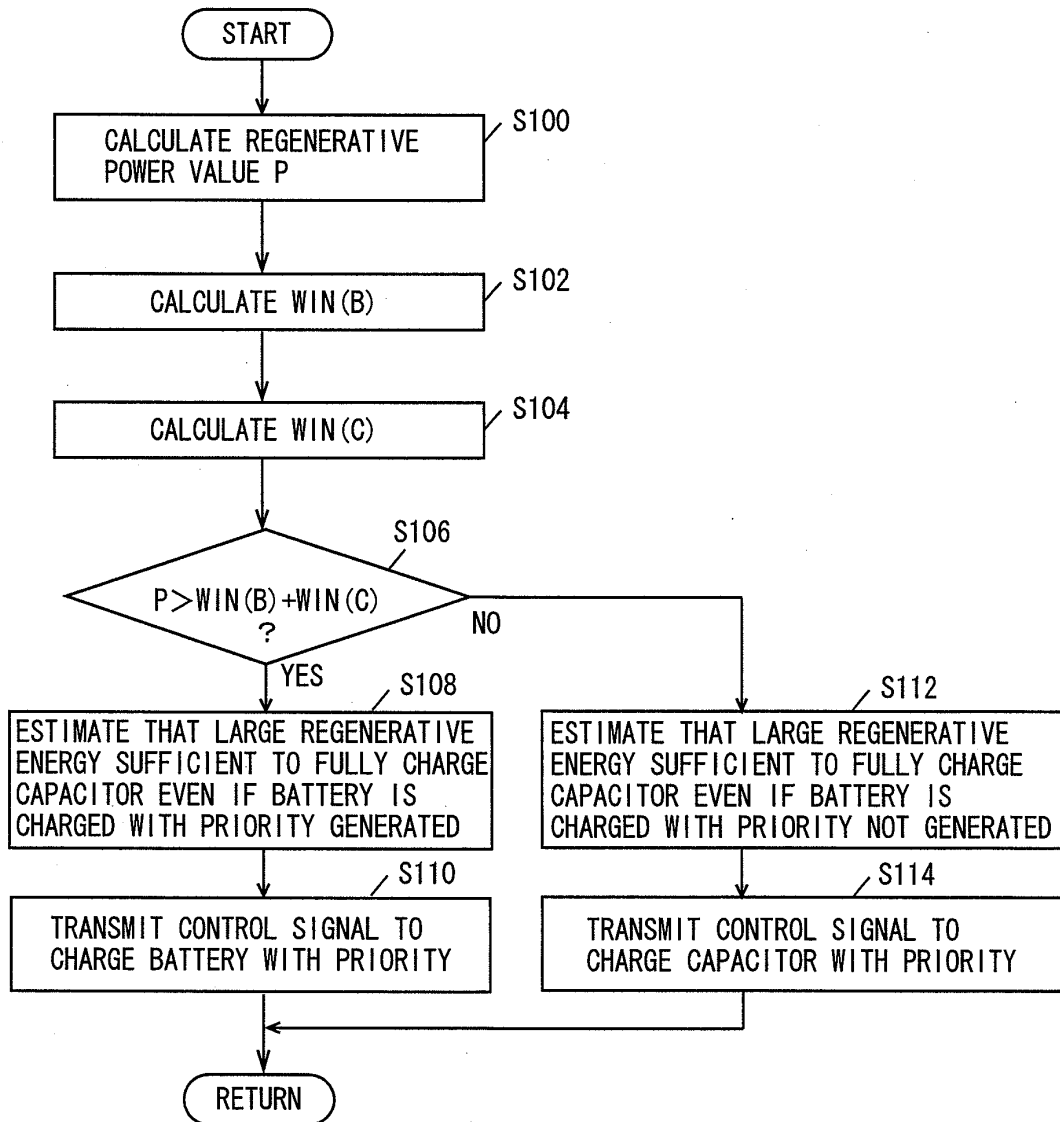 START
S100
CALCULATE REGENERATIVE
POWER VALUE P
S102
CALCULATE WIN(B)
S104
CALCULATE WIN(C)
S106
P>WIN(B)+WIN(C)
?
NO
YES
S108
ESTIMATE THAT LARGE REGENERATIVE
ENERGY SUFFICIENT TO FULLY CHARGE
CAPACITOR EVEN IF BATTERY IS
CHARGED WITH PRIORITY GENERATED
S112
ESTIMATE THAT LARGE REGENERATIVE
ENERGY SUFFICIENT TO FULLY CHARGE
CAPACITOR EVEN IF BATTERY IS
CHARGED WITH PRIORITY NOT GENERATED
S110
TRANSMIT CONTROL SIGNAL TO
CHARGE BATTERY WITH PRIORITY
S114
TRANSMIT CONTROL SIGNAL TO
CHARGE CAPACITOR WITH PRIORITY
RETURN